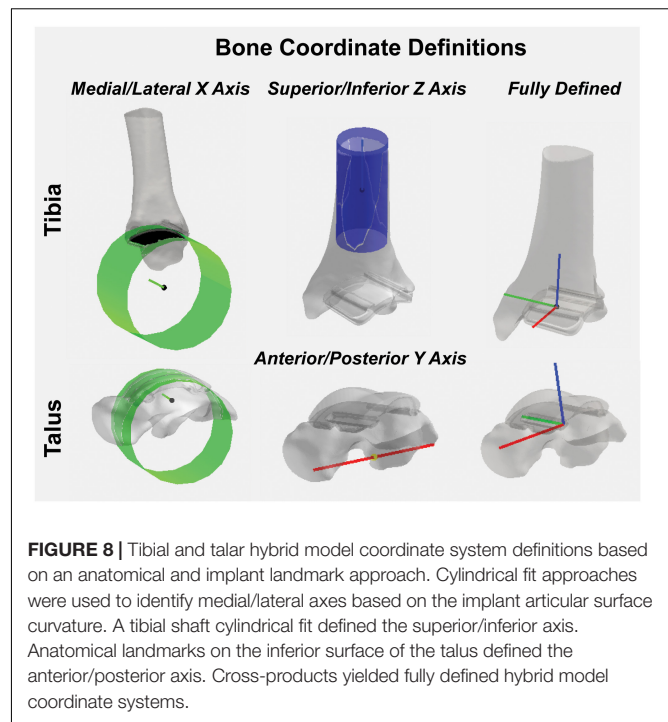 Bone Coordinate Definitions
Medial/Lateral X Axis Superior/Inferior Z Axis Fully Defined
Tibia
Anterior/Posterior Y Axis
Talus
FIGURE 8 | Tibial and talar hybrid model coordinate system definitions based
on an anatomical and implant landmark approach. Cylindrical fit approaches
were used to identify medial/lateral axes based on the implant articular surface
curvature. A tibial shaft cylindrical fit defined the superior/inferior axis.
Anatomical landmarks on the inferior surface of the talus defined the
anterior/posterior axis. Cross-products yielded fully defined hybrid model
coordinate systems.